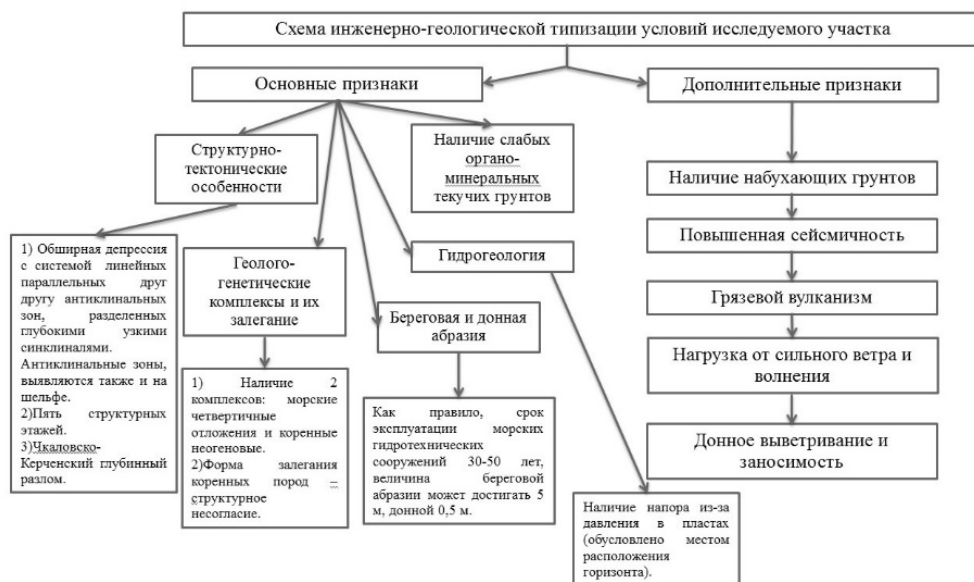 Схема инженерно-геологической типизации условий исследуемого участка
Основные признаки
Дополнительные признаки
Структурно-
тектонические
особенности
Наличие слабых
органо-
минеральных
текучих грунтов
Наличие набухающих грунтов
Повышенная сейсмичность
Грязевой вулканизм
Нагрузка от сильного ветра и
волнения
Донное выветривание и
заносимость
1) Обширная депрессия
с системой линейных
параллельных друг
другу антиклинальных
зон, разделенных
глубокими узкими
синклиналями.
Антиклинальные зоны,
выявляются также и на
шельфе.
2)Пять структурных
этажей.
3)Чкаловско-
Керченский глубинный
разлом.
Геолого-
генетические
комплексы и их
залегание
Гидрогеология
Береговая и донная
абразия
1) Наличие 2
комплексов: морские
четвертичные
отложения и коренные
неогеновые.
2)Форма залегания
коренных пород –
структурное
несогласие.
Как правило, срок
эксплуатации морских
гидротехнических
сооружений 30-50 лет,
величина береговой
абразии может достигать 5
м, донной 0,5 м.
Наличие напора из-за
давления в пластах
(обусловлено местом
расположения
горизонта).